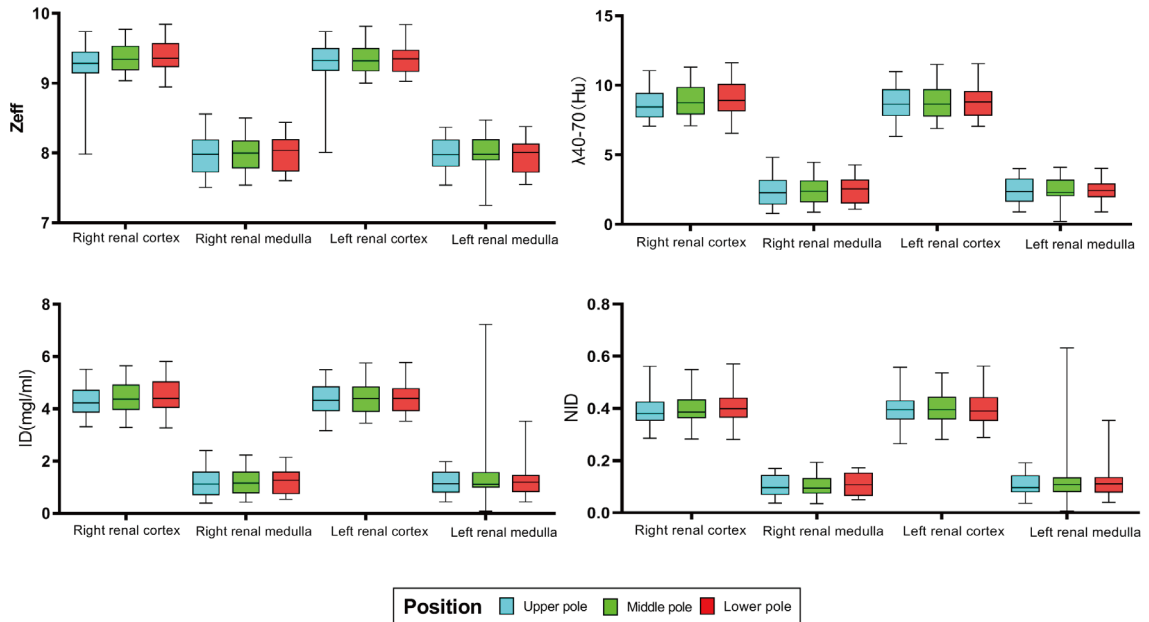 10
9
8
7
Zeff
Right renal cortex Right renal medulla Left renal cortex Left renal medulla
15
10
5
0
λ40-70(Hu)
Right renal cortex Right renal medulla Left renal cortex Left renal medulla
8
6
4
2
0
ID(mgl/ml)
Right renal cortex Right renal medulla Left renal cortex Left renal medulla
0.8
0.6
0.4
0.2
0.0
NID
Right renal cortex Right renal medulla Left renal cortex Left renal medulla
Position Upper pole Middle pole Lower pole